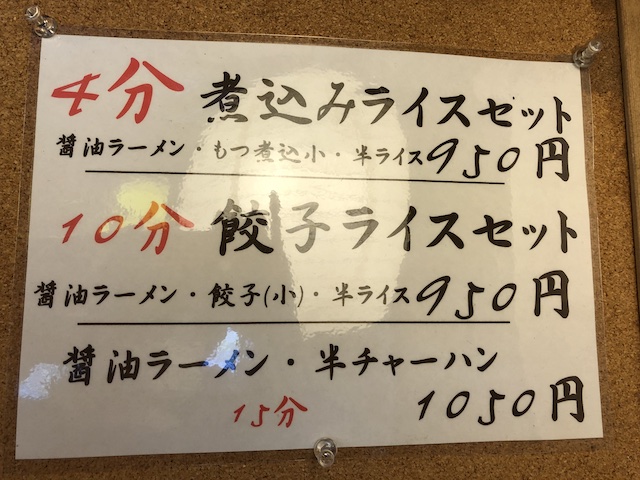 4分 煮込みライスセット
醤油ラーメン・もつ煮込小・半ライス950円
10分 餃子ライスセット
醤油ラーメン・餃子(小)・半ライス950円
醤油ラーメン・半チャーハン
15分 1050円